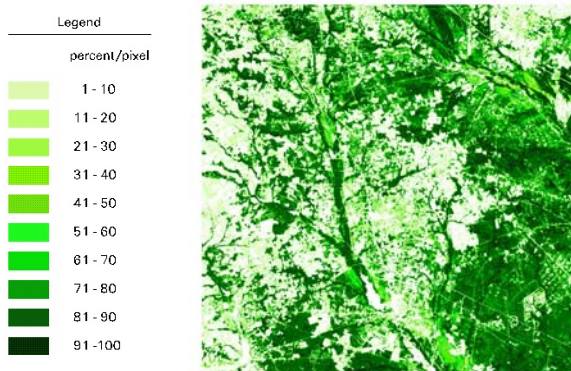 Legend
percent/pixel
1 - 10
11 - 20
21 - 30
31 - 40
41 - 50
51 - 60
61 - 70
71 - 80
81 - 90
91 -100